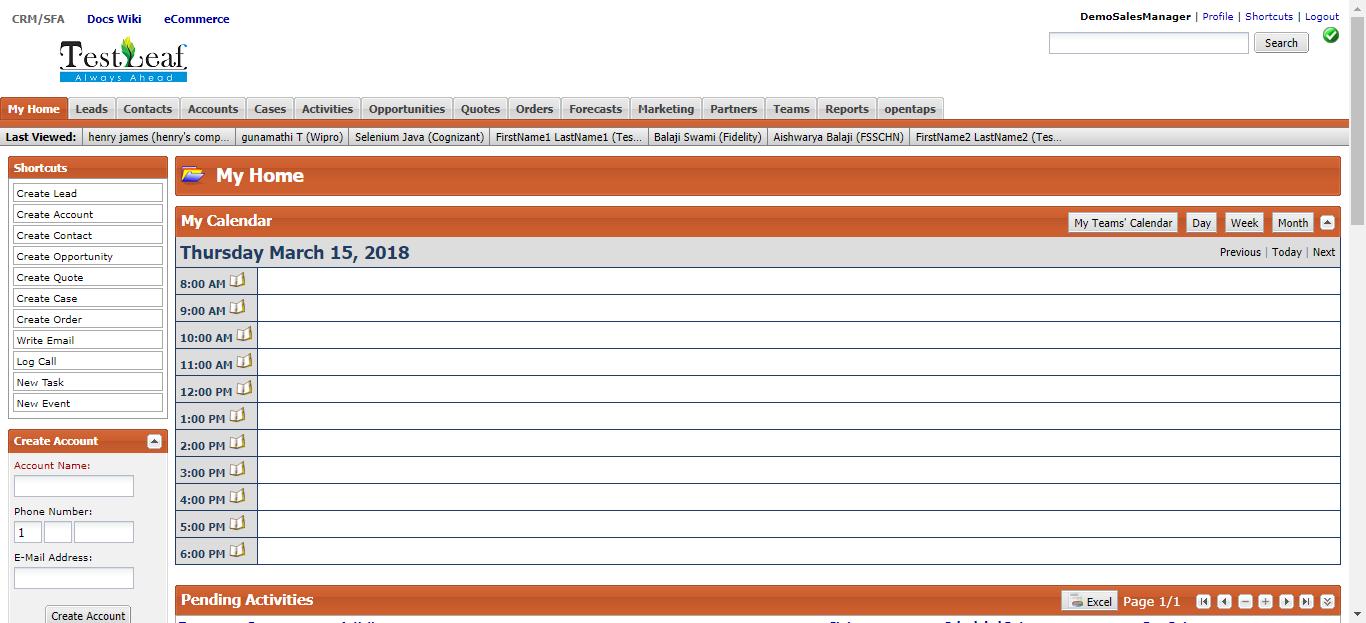 CRM/SFA Docs Wiki eCommerce
DemoSalesManager | Profile | Shortcuts | Logout
Search
TestLeaf
Always Ahead
My Home Leads Contacts Accounts Cases Activities Opportunities Quotes Orders Forecasts Marketing Partners Teams Reports opentaps
Last Viewed: henry james (henry's comp... gunamathi T (Wipro) Selenium Java (Cognizant) FirstName1 LastName1 (Tes... Balaji Swami (Fidelity) Aishwarya Balaji (FSSCHN) FirstName2 LastName2 (Tes...
Shortcuts
Create Lead
Create Account
Create Contact
Create Opportunity
Create Quote
Create Case
Create Order
Write Email
Log Call
New Task
New Event
Create Account
Account Name:
Phone Number:
1
E-Mail Address:
Create Account
My Home
My Calendar My Teams' Calendar Day Week Month
Thursday March 15, 2018 Previous | Today | Next
8:00 AM
9:00 AM
10:00 AM
11:00 AM
12:00 PM
1:00 PM
2:00 PM
3:00 PM
4:00 PM
5:00 PM
6:00 PM
Pending Activities Excel Page 1/1